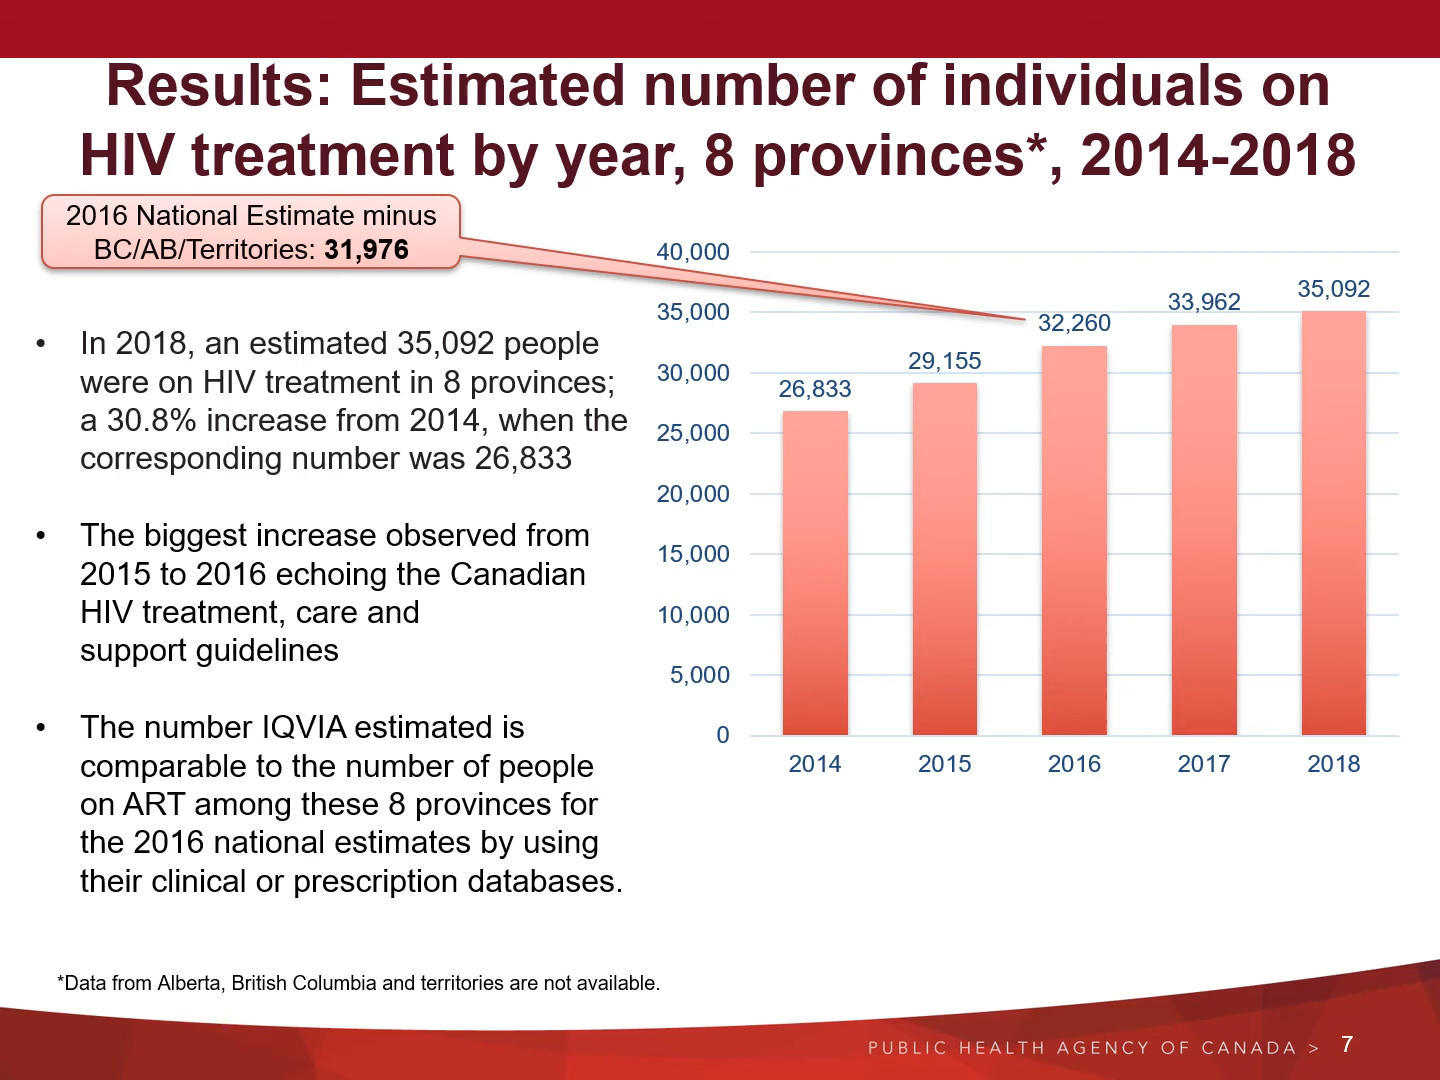 Results: Estimated number of individuals on
HIV treatment by year, 8 provinces*, 2014-2018
2016 National Estimate minus
BC/AB/Territories: 31,976
• In 2018, an estimated 35,092 people
were on HIV treatment in 8 provinces;
a 30.8% increase from 2014, when the
corresponding number was 26,833
• The biggest increase observed from
2015 to 2016 echoing the Canadian
HIV treatment, care and
support guidelines
• The number IQVIA estimated is
comparable to the number of people
on ART among these 8 provinces for
the 2016 national estimates by using
their clinical or prescription databases.
40,000
35,000
30,000
25,000
20,000
15,000
10,000
5,000
0
26,833
29,155
32,260
33,962
35,092
2014 2015 2016 2017 2018
*Data from Alberta, British Columbia and territories are not available.
PUBLIC HEALTH AGENCY OF CANADA > 7